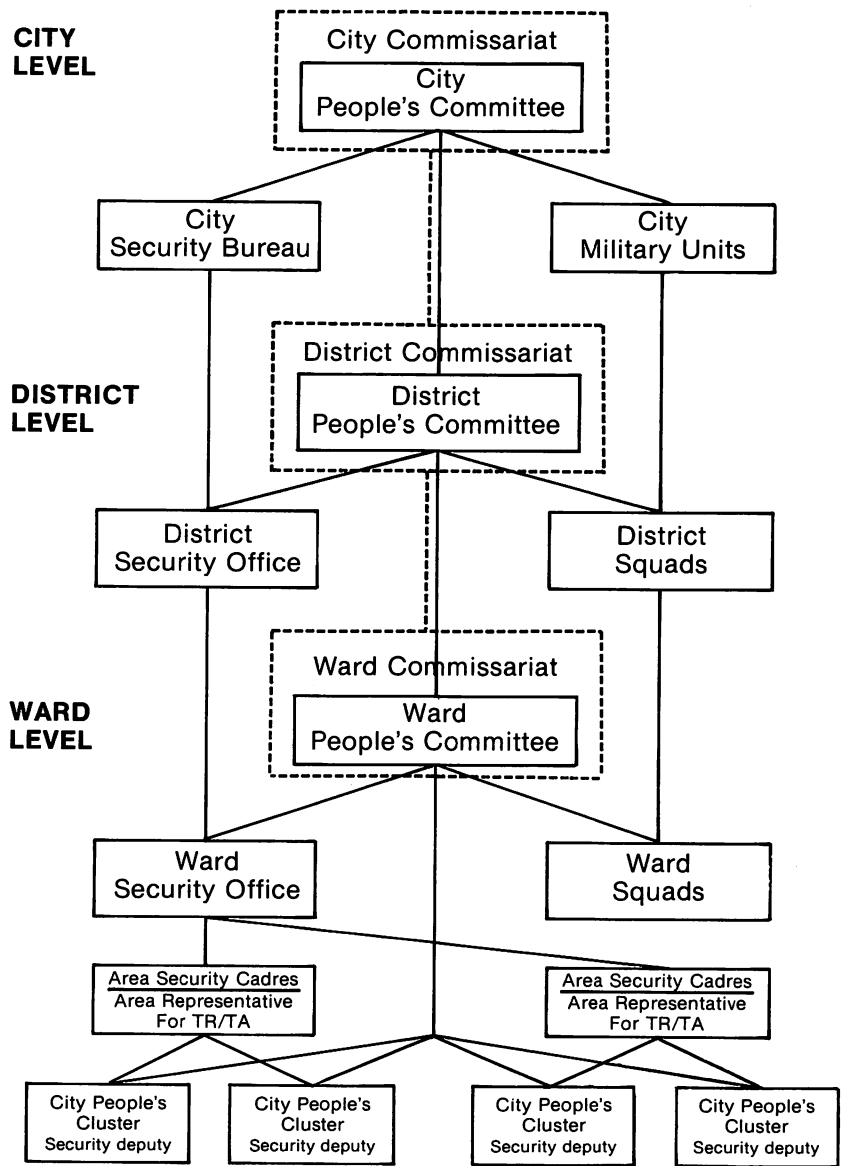 CITY
LEVEL
City Commissariat
City
People's Committee
City
Security Bureau
City
Military Units
DISTRICT
LEVEL
District Commissariat
District
People's Committee
District
Security Office
District
Squads
WARD
LEVEL
Ward Commissariat
Ward
People's Committee
Ward
Security Office
Ward
Squads
Area Security Cadres
Area Representative
For TR/TA
Area Security Cadres
Area Representative
For TR/TA
City People's
Cluster
Security deputy
City People's
Cluster
Security deputy
City People's
Cluster
Security deputy
City People's
Cluster
Security deputy